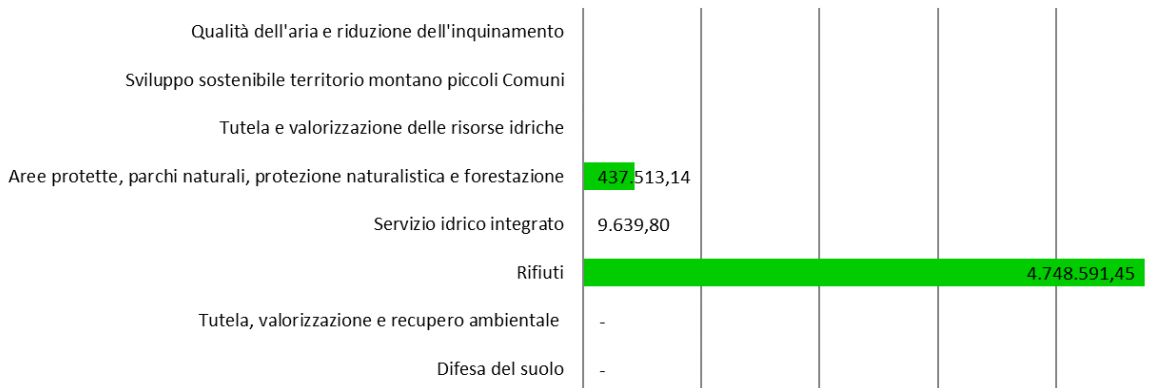 Qualità dell'aria e riduzione dell'inquinamento
Sviluppo sostenibile territorio montano piccoli Comuni
Tutela e valorizzazione delle risorse idriche
Aree protette, parchi naturali, protezione naturalistica e forestazione 437.513,14
Servizio idrico integrato 9.639,80
Rifiuti 4.748.591,45
Tutela, valorizzazione e recupero ambientale -
Difesa del suolo -